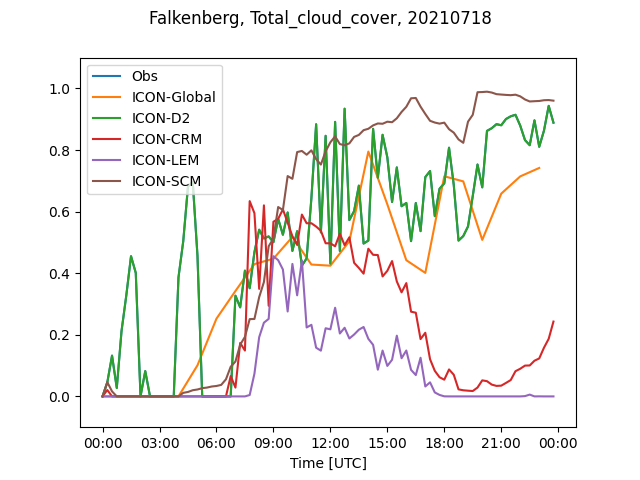 Falkenberg, Total_cloud_cover, 20210718
Obs
ICON-Global
ICON-D2
ICON-CRM
ICON-LEM
ICON-SCM
1.0
0.8
0.6
0.4
0.2
0.0
00:00 03:00 06:00 09:00 12:00 15:00 18:00 21:00 00:00
Time [UTC]